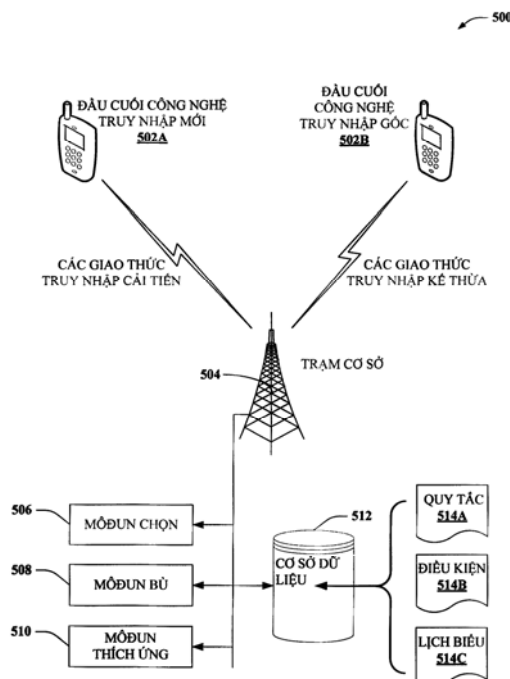 500
ĐẦU CUỐI CÔNG NGHỆ
TRUY NHẬP MỚI
502A
ĐẦU CUỐI
CÔNG NGHỆ
TRUY NHẬP GỐC
502B
CÁC GIAO THỨC
TRUY NHẬP CẢI TIẾN
CÁC GIAO THỨC
TRUY NHẬP KẾ THỪA
504
TRẠM CƠ SỞ
506
MÔĐUN CHỌN
508
MÔĐUN BÙ
510
MÔĐUN
THÍCH ỨNG
512
CƠ SỞ DỮ
LIỆU
QUY TẮC
514A
ĐIỀU KIỆN
514B
LỊCH BIỂU
514C